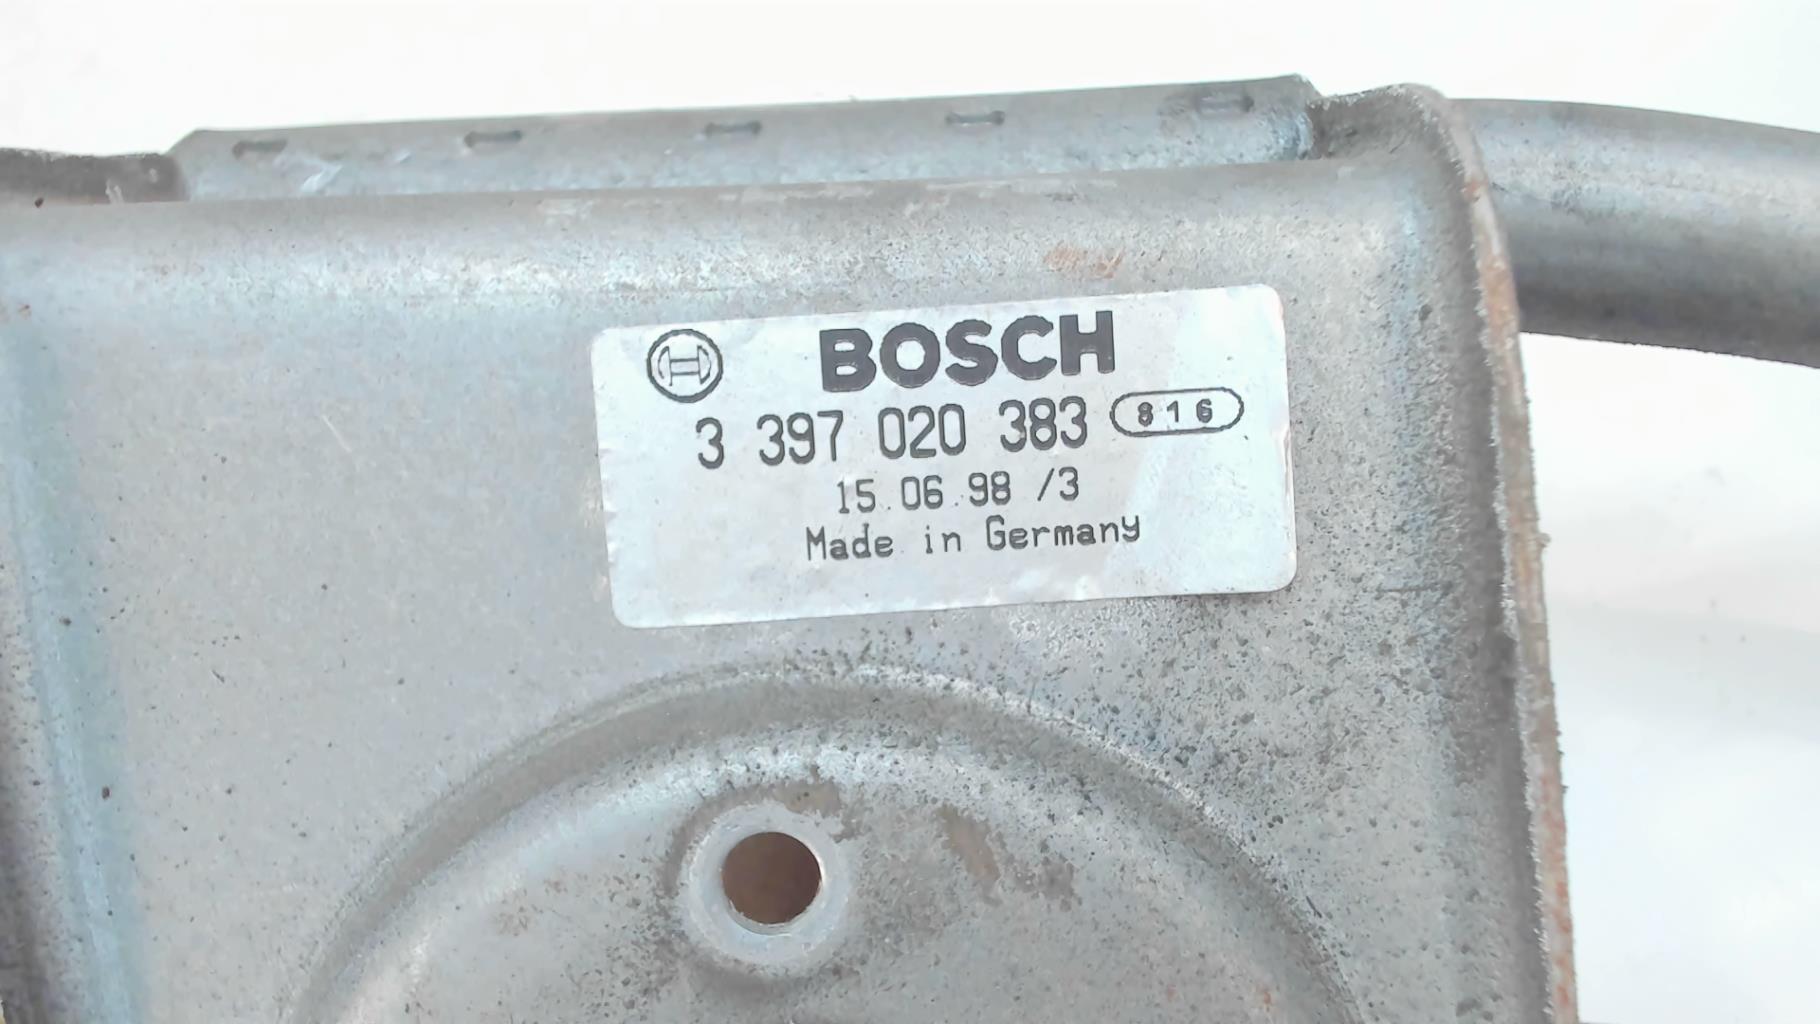 BOSCH
3 397 020 383 816
15.06.98 /3
Made in Germany